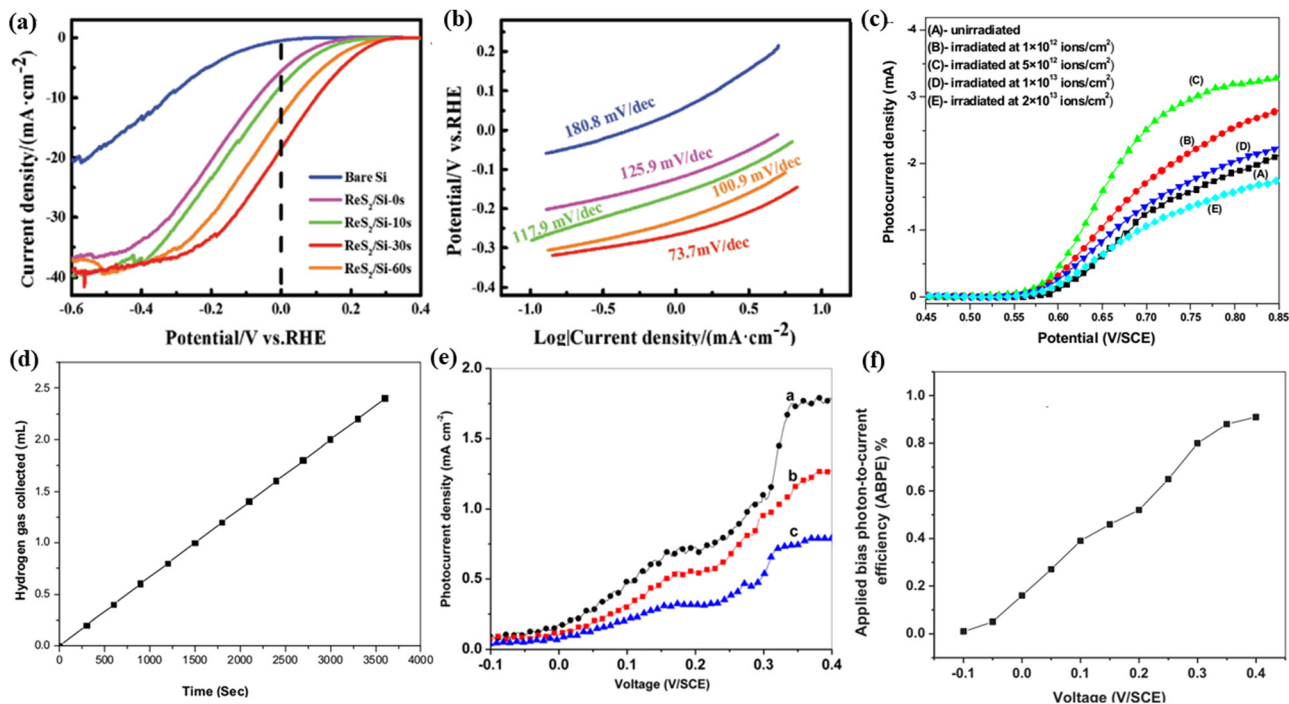 (a)
Current density/(mA·cm-2)
0
-10
-20
-30
-40
Bare Si
ReS2/Si-0s
ReS2/Si-10s
ReS2/Si-30s
ReS2/Si-60s
-0.6 -0.4 -0.2 0.0 0.2 0.4
Potential/V vs.RHE
(b)
Potential/V vs.RHE
0.2
0.1
0.0
-0.1
-0.2
-0.3
-0.4
180.8 mV/dec
125.9 mV/dec
100.9 mV/dec
117.9 mV/dec
73.7mV/dec
-1.0 -0.5 0.0 0.5 1.0
Log|Current density/(mA·cm-2)
(c)
Photocurrent density (mA)
-4
-3
-2
-1
0
(A)- unirradiated
(B)- irradiated at 1×10^12 ions/cm2)
(C)- irradiated at 5×10^12 ions/cm2)
(D)- irradiated at 1×10^13 ions/cm2)
(E)- irradiated at 2×10^13 ions/cm2)
(C)
(B)
(D)
(A)
(E)
0.45 0.50 0.55 0.60 0.65 0.70 0.75 0.80 0.85
Potential (V/SCE)
(d)
Hydrogen gas collected (mL)
2.5
2.0
1.5
1.0
0.5
0.0
0 500 1000 1500 2000 2500 3000 3500 4000
Time (Sec)
(e)
Photocurrent density (mA cm-2)
2.0
1.5
1.0
0.5
0.0
a
b
c
-0.1 0.0 0.1 0.2 0.3 0.4
Voltage (V/SCE)
(f)
Applied bias photon-to-current
efficiency (ABPE) %
1.0
0.8
0.6
0.4
0.2
0.0
-0.1 0.0 0.1 0.2 0.3 0.4
Voltage (V/SCE)